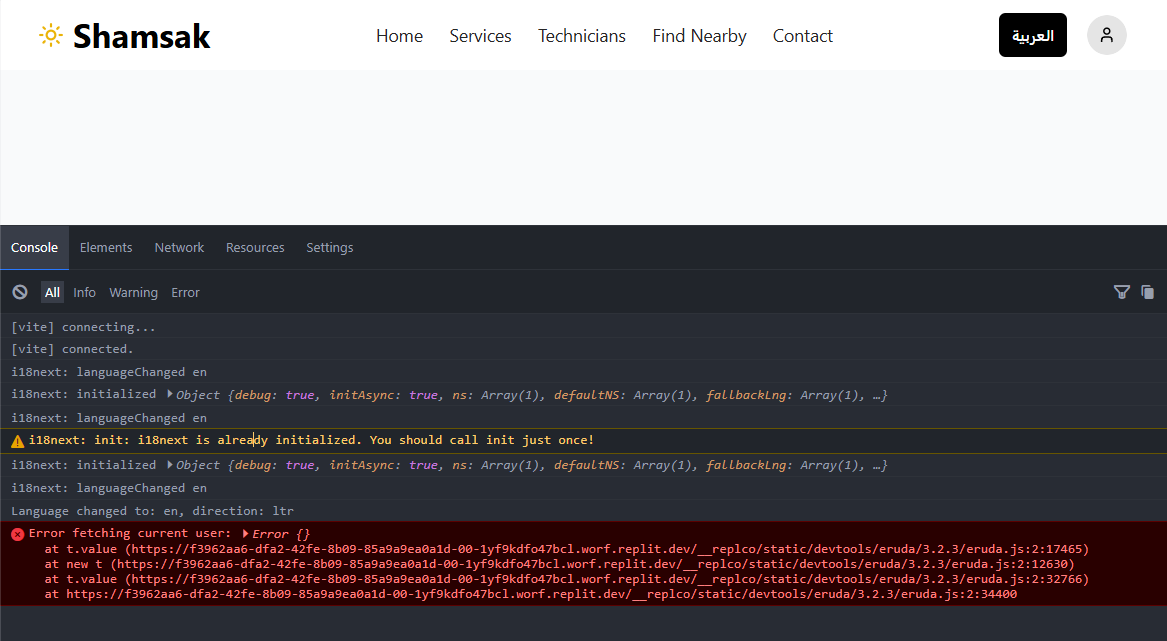 Shamsak
Home Services Technicians Find Nearby Contact
العربية
Console Elements Network Resources Settings
All Info Warning Error
[vite] connecting...
[vite] connected.
i18next: languageChanged en
i18next: initialized Object {debug: true, initAsync: true, ns: Array(1), defaultNS: Array(1), fallbackLng: Array(1), …}
i18next: languageChanged en
i18next: init: i18next is already initialized. You should call init just once!
i18next: initialized Object {debug: true, initAsync: true, ns: Array(1), defaultNS: Array(1), fallbackLng: Array(1), …}
i18next: languageChanged en
Language changed to: en, direction: ltr
Error fetching current user: Error {}
at t.value (https://f3962aa6-dfa2-42fe-8b09-85a9a9ea0a1d-00-1yf9kdfo47bcl.worf.replit.dev/__replco/static/devtools/eruda/3.2.3/eruda.js:2:17465)
at new t (https://f3962aa6-dfa2-42fe-8b09-85a9a9ea0a1d-00-1yf9kdfo47bcl.worf.replit.dev/__replco/static/devtools/eruda/3.2.3/eruda.js:2:12630)
at t.value (https://f3962aa6-dfa2-42fe-8b09-85a9a9ea0a1d-00-1yf9kdfo47bcl.worf.replit.dev/__replco/static/devtools/eruda/3.2.3/eruda.js:2:32766)
at https://f3962aa6-dfa2-42fe-8b09-85a9a9ea0a1d-00-1yf9kdfo47bcl.worf.replit.dev/__replco/static/devtools/eruda/3.2.3/eruda.js:2:34400